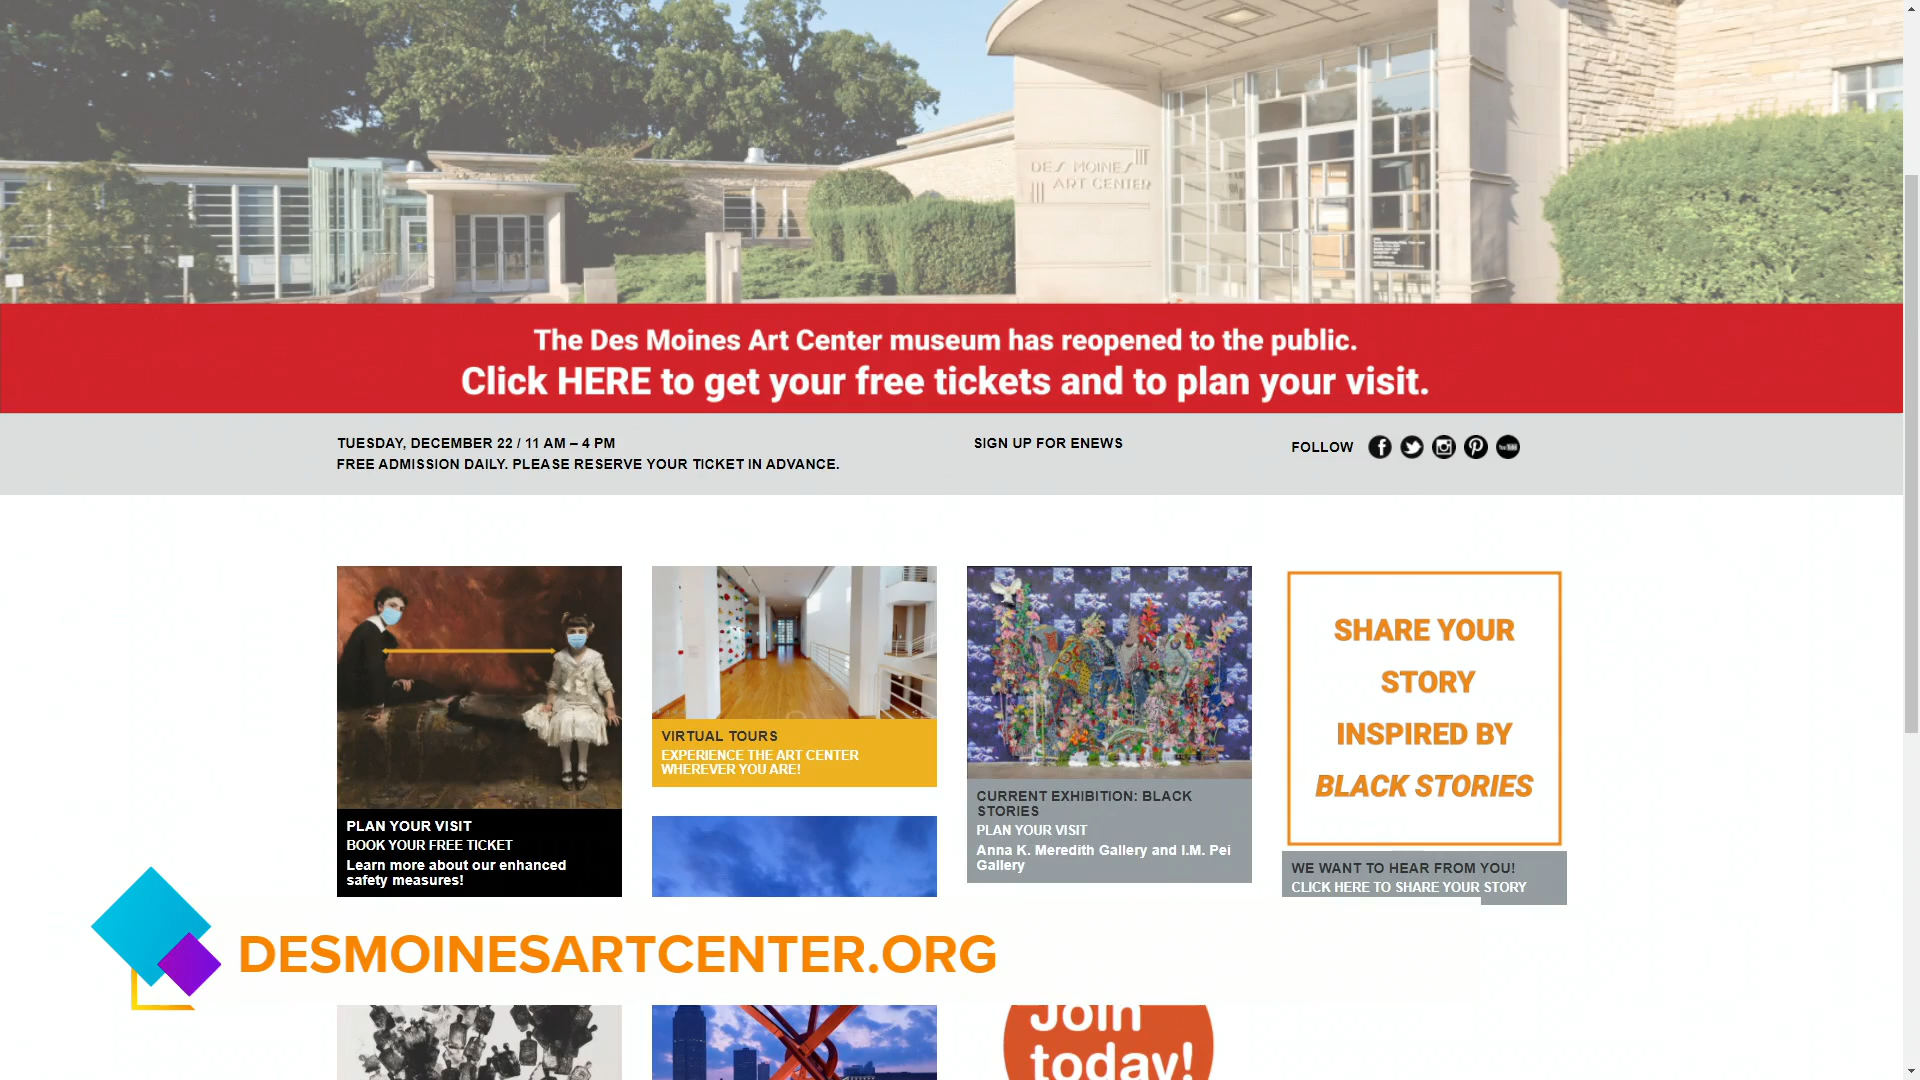 DES MOINES
ART CENTER
The Des Moines Art Center museum has reopened to the public.
Click HERE to get your free tickets and to plan your visit.
TUESDAY, DECEMBER 22 / 11 AM – 4 PM
FREE ADMISSION DAILY. PLEASE RESERVE YOUR TICKET IN ADVANCE.
SIGN UP FOR ENEWS
FOLLOW
PLAN YOUR VISIT
BOOK YOUR FREE TICKET
Learn more about our enhanced
safety measures!
VIRTUAL TOURS
EXPERIENCE THE ART CENTER
WHEREVER YOU ARE!
CURRENT EXHIBITION: BLACK
STORIES
PLAN YOUR VISIT
Anna K. Meredith Gallery and I.M. Pei
Gallery
SHARE YOUR
STORY
INSPIRED BY
BLACK STORIES
WE WANT TO HEAR FROM YOU!
CLICK HERE TO SHARE YOUR STORY
DESMOINESARTCENTER.ORG
Join
today!